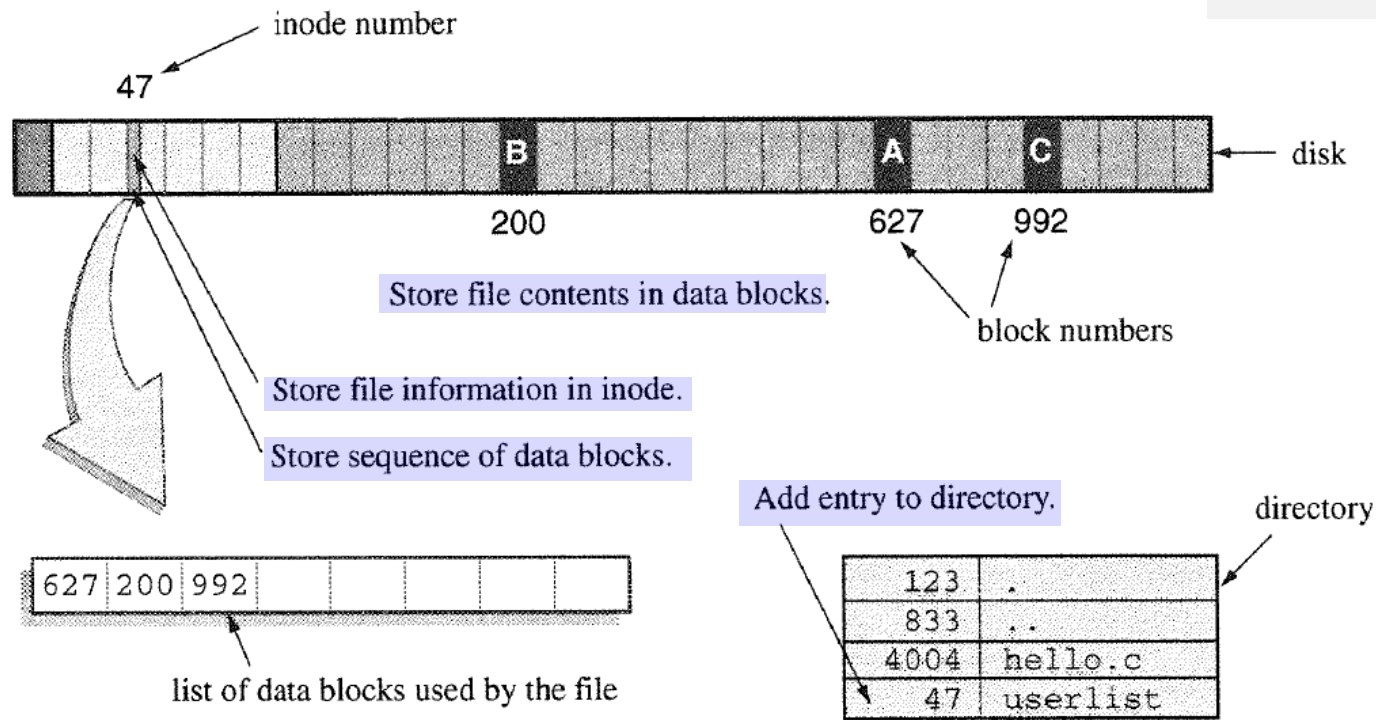 inode number
47
B
A
C
disk
200
627
992
Store file contents in data blocks.
block numbers
Store file information in inode.
Store sequence of data blocks.
Add entry to directory.
directory
627 200 992
123 .
833 ..
4004 hello.c
47 userlist
list of data blocks used by the file